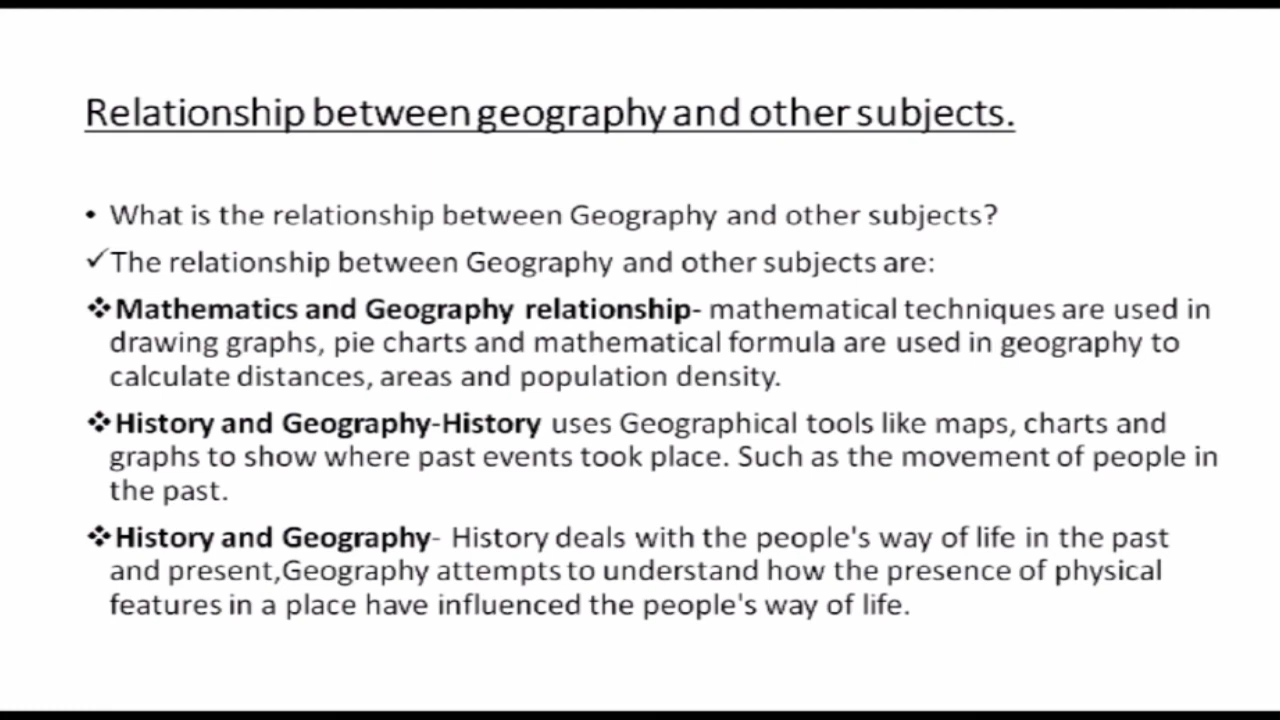 Relationship between geography and other subjects.
• What is the relationship between Geography and other subjects?
✓The relationship between Geography and other subjects are:
❖Mathematics and Geography relationship- mathematical techniques are used in
drawing graphs, pie charts and mathematical formula are used in geography to
calculate distances, areas and population density.
❖History and Geography-History uses Geographical tools like maps, charts and
graphs to show where past events took place. Such as the movement of people in
the past.
❖History and Geography- History deals with the people's way of life in the past
and present,Geography attempts to understand how the presence of physical
features in a place have influenced the people's way of life.